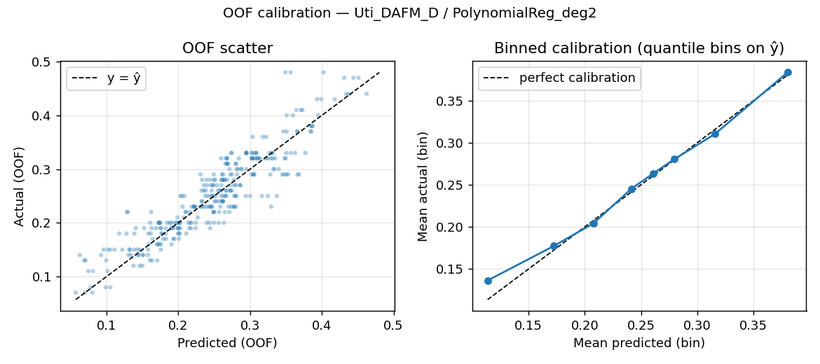 OOF calibration — Uti_DAFM_D / PolynomialReg_deg2
OOF scatter
y = ŷ
0.5
0.4
0.3
0.2
0.1
Actual (OOF)
0.1 0.2 0.3 0.4 0.5
Predicted (OOF)
Binned calibration (quantile bins on ŷ)
perfect calibration
0.35
0.30
0.25
0.20
0.15
Mean actual (bin)
0.15 0.20 0.25 0.30 0.35
Mean predicted (bin)